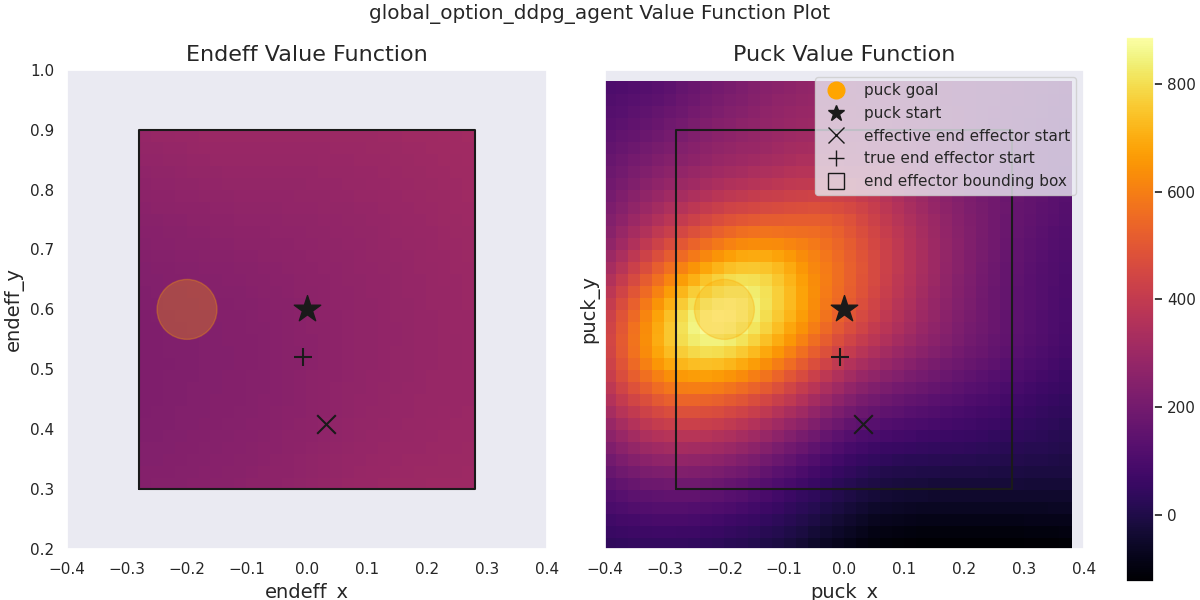 global_option_ddpg_agent Value Function Plot
Endeff Value Function
1.0
0.9
0.8
0.7
0.6
0.5
0.4
0.3
0.2
endeff_y
−0.4 −0.3 −0.2 −0.1 0.0 0.1 0.2 0.3 0.4
endeff_x
Puck Value Function
puck goal
puck start
effective end effector start
true end effector start
end effector bounding box
puck_y
−0.4 −0.3 −0.2 −0.1 0.0 0.1 0.2 0.3 0.4
puck_x
800
600
400
200
0